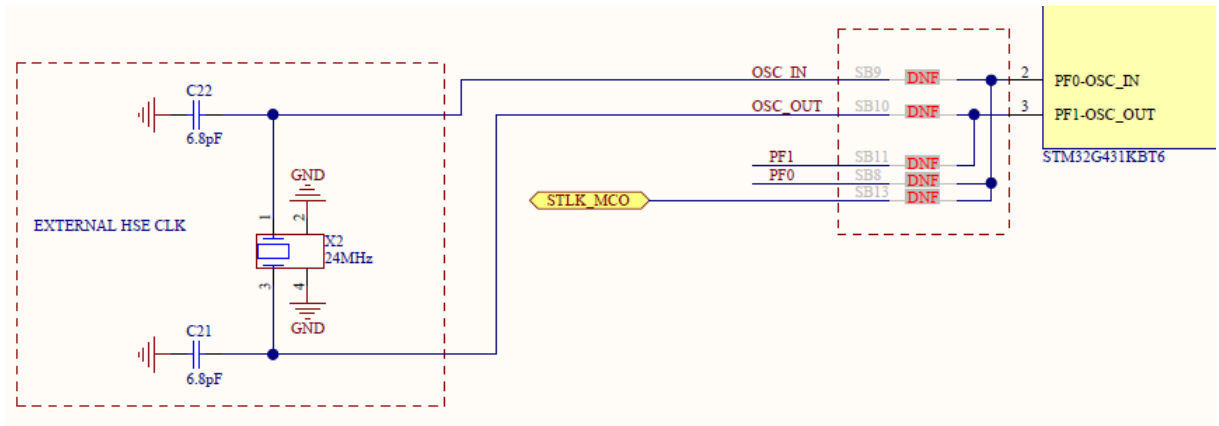 C22
6.8pF
GND
1
2
EXTERNAL HSE CLK
X2
24MHz
3
4
GND
C21
6.8pF
OSC_IN
SB9
DNF
2
PF0-OSC_IN
OSC_OUT
SB10
DNF
3
PF1-OSC_OUT
STM32G431KBT6
PF1
SB11
DNF
PF0
SB8
DNF
STLK_MCO
SB13
DNF